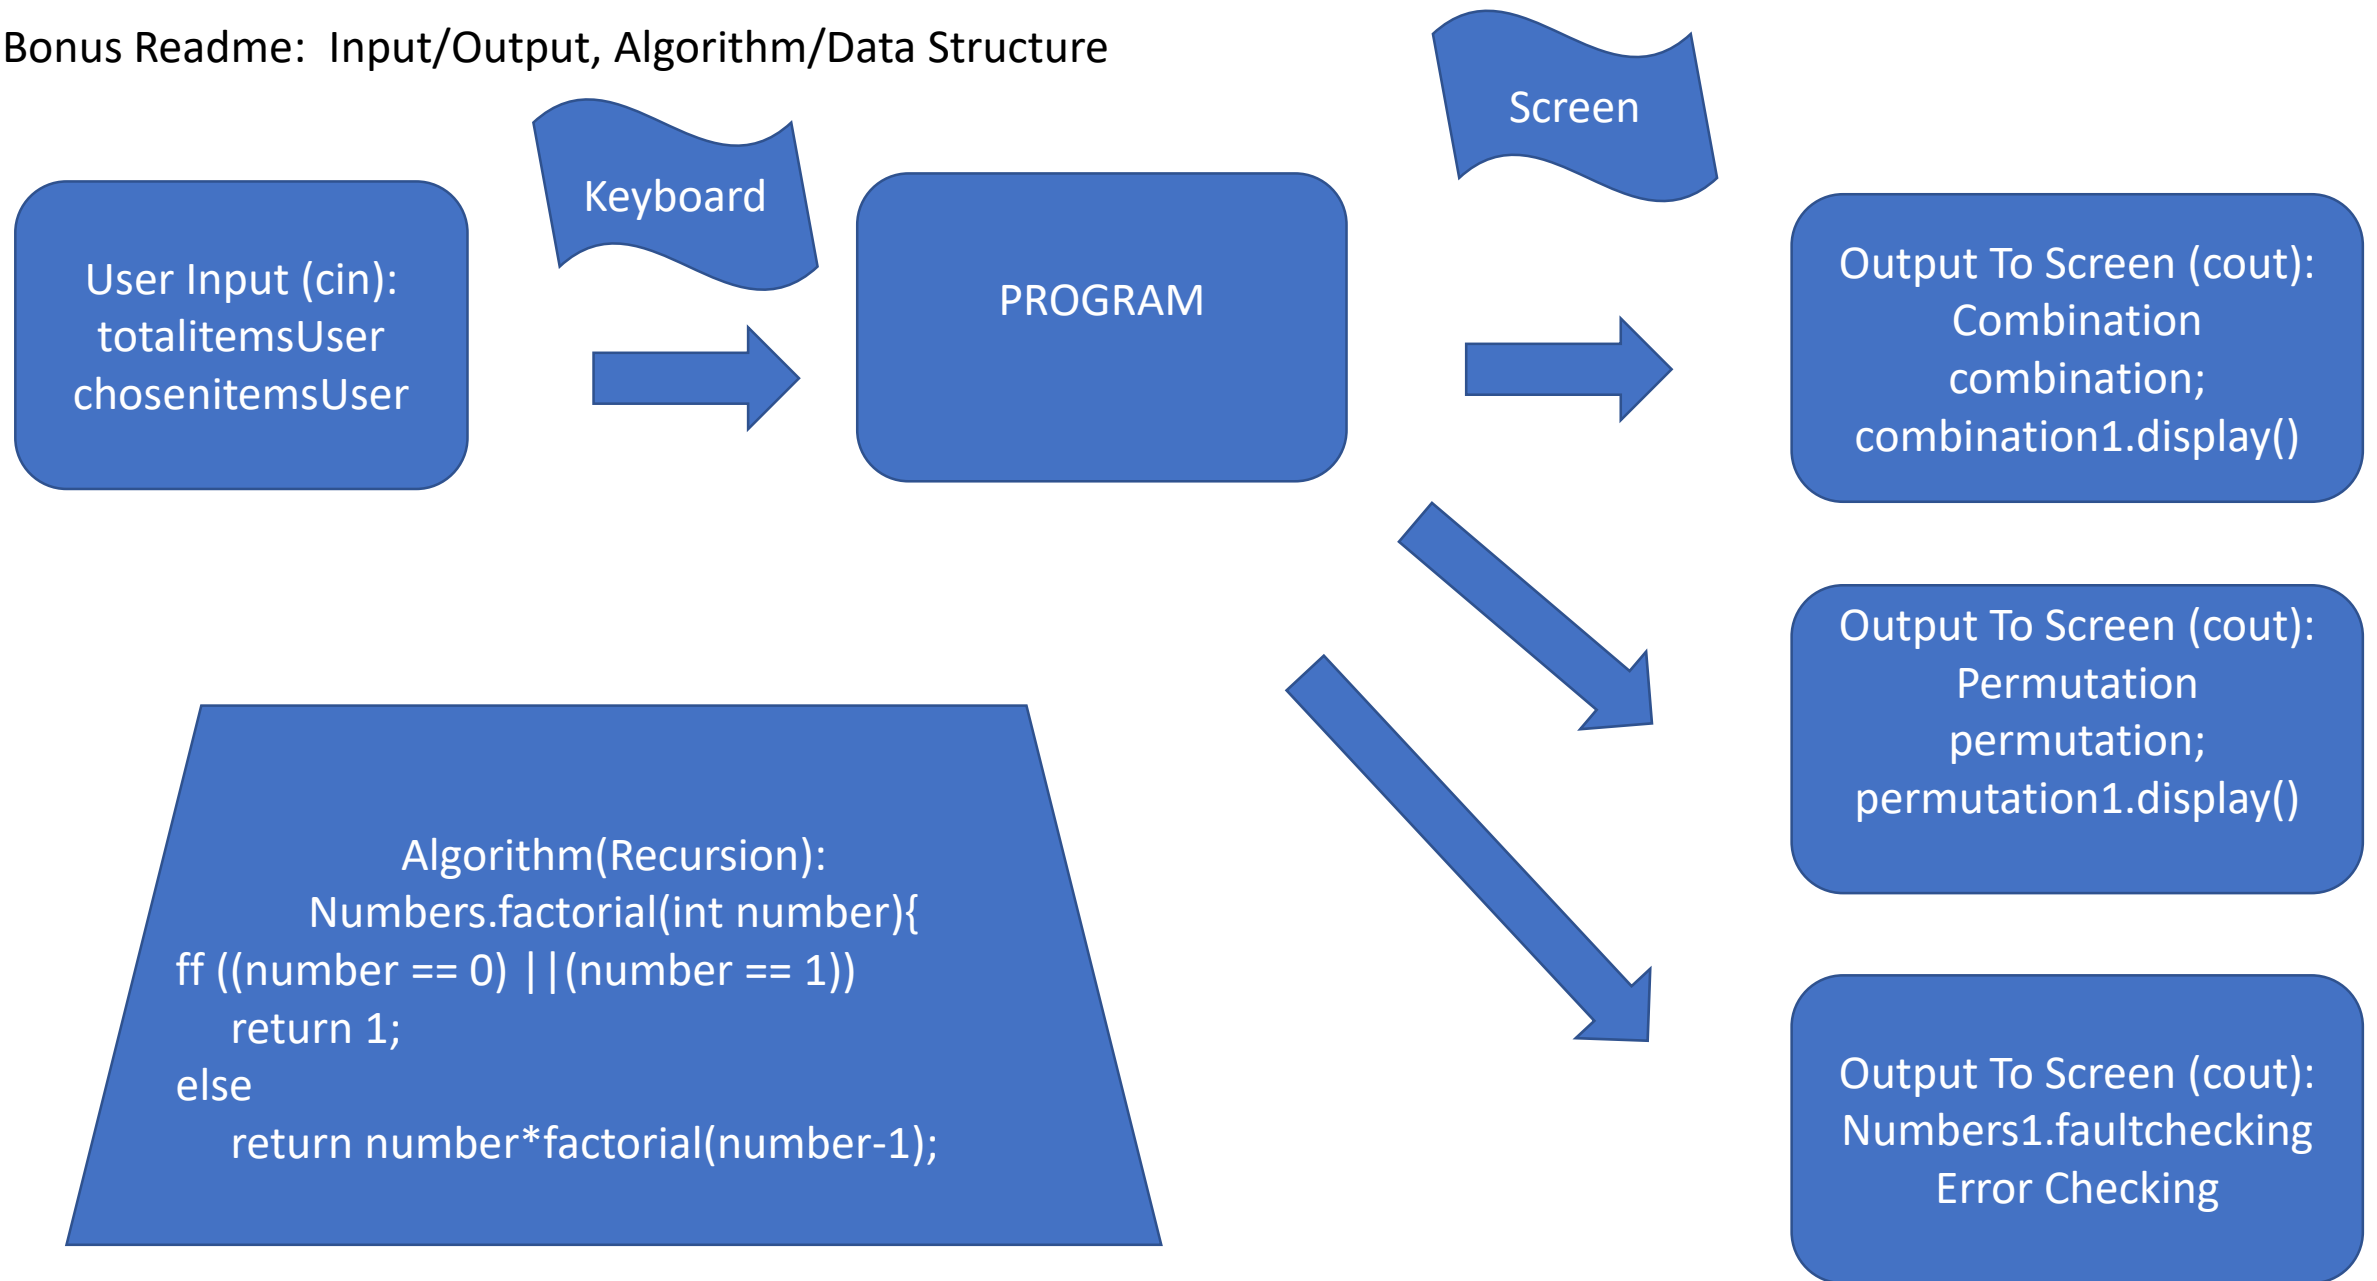 Bonus Readme:  Input/Output, Algorithm/Data Structure
Keyboard
Screen
User Input (cin):
totalitemsUser
chosenitemsUser
PROGRAM
Output To Screen (cout):
Combination
combination;
combination1.display()
Output To Screen (cout):
Permutation
permutation;
permutation1.display()
Algorithm(Recursion):
Numbers.factorial(int number){
ff ((number == 0) ||(number == 1))
return 1;
else
return number*factorial(number-1);
Output To Screen (cout):
Numbers1.faultchecking
Error Checking